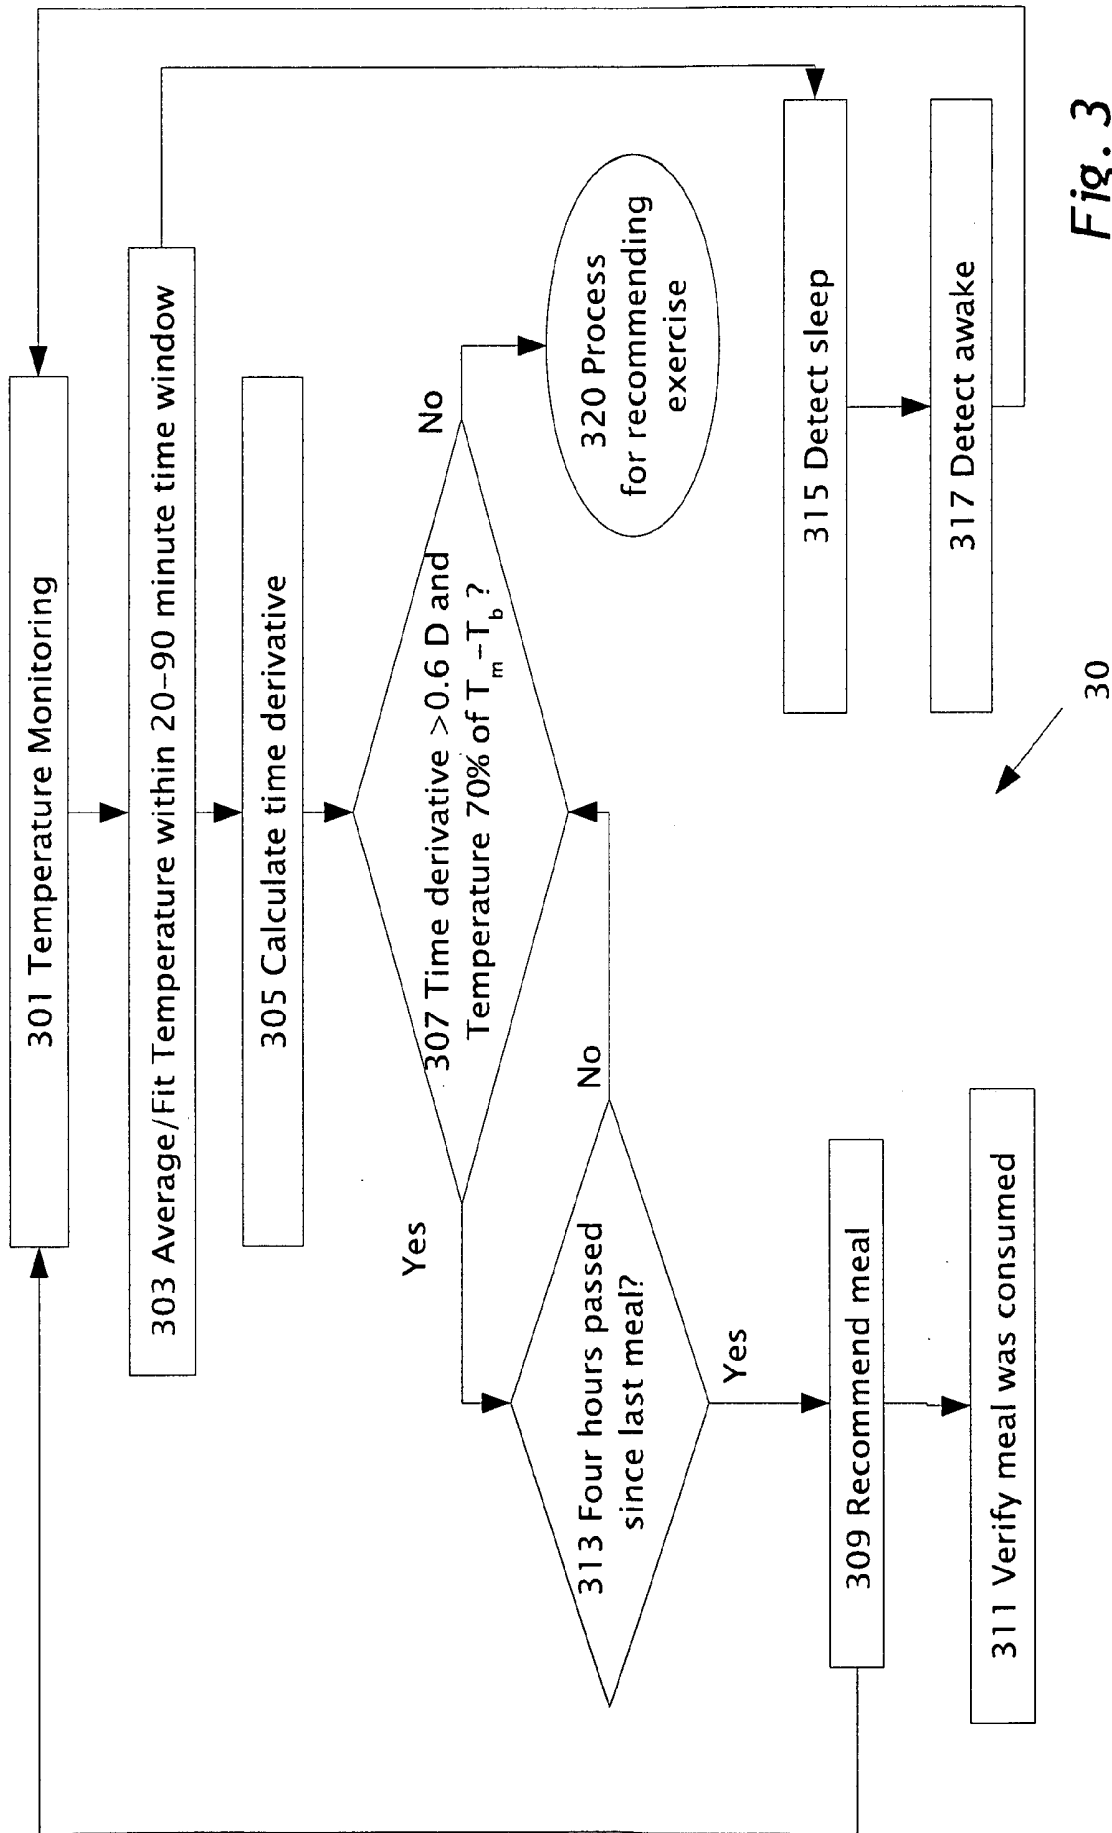 301 Temperature Monitoring
303 Average/Fit Temperature within 20-90 minute time window
305 Calculate time derivative
307 Time derivative >0.6 D and
Temperature 70% of Tm-Tb ?
Yes
No
313 Four hours passed
since last meal?
No
Yes
320 Process
for recommending
exercise
309 Recommend meal
311 Verify meal was consumed
315 Detect sleep
317 Detect awake
30
Fig. 3